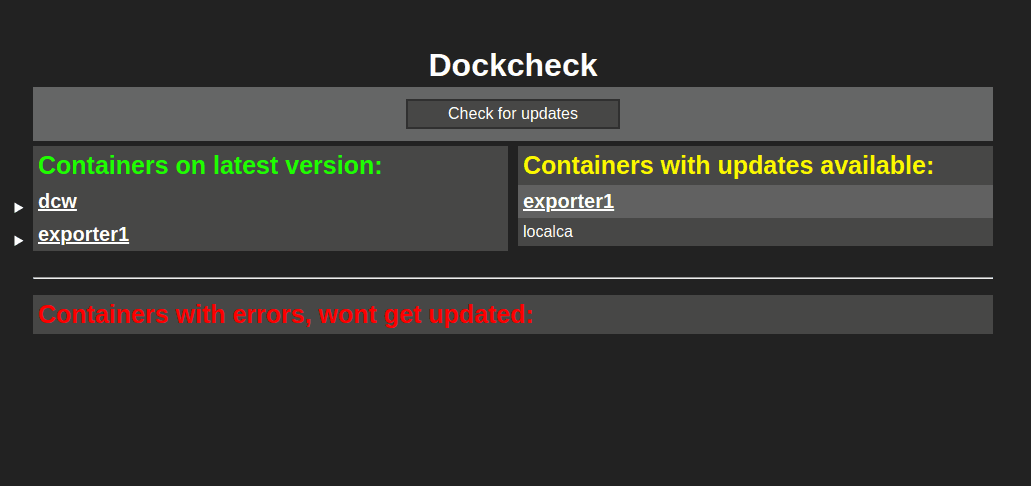 Dockcheck
Check for updates
Containers on latest version:
dcw
exporter1
Containers with updates available:
exporter1
localca
Containers with errors, wont get updated: